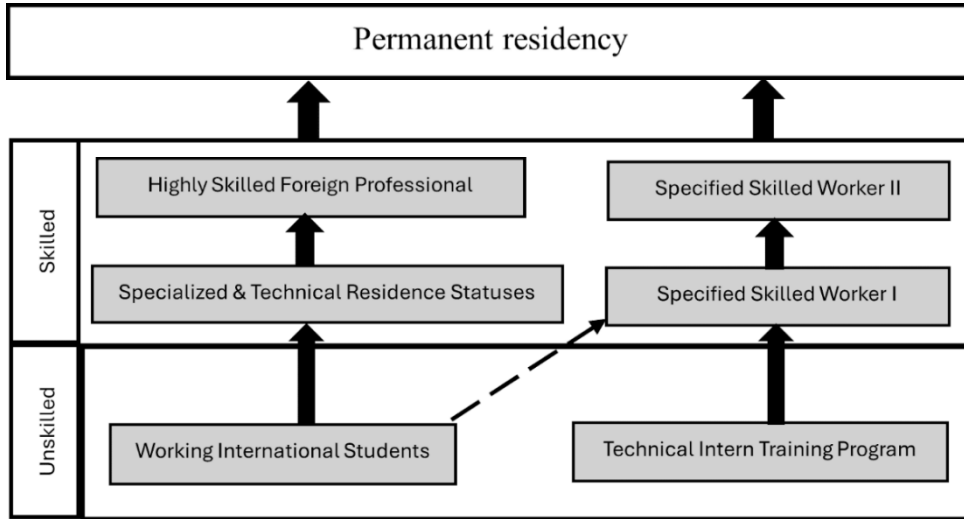 Permanent residency
Skilled
Highly Skilled Foreign Professional
Specified Skilled Worker II
Specialized & Technical Residence Statuses
Specified Skilled Worker I
Unskilled
Working International Students
Technical Intern Training Program